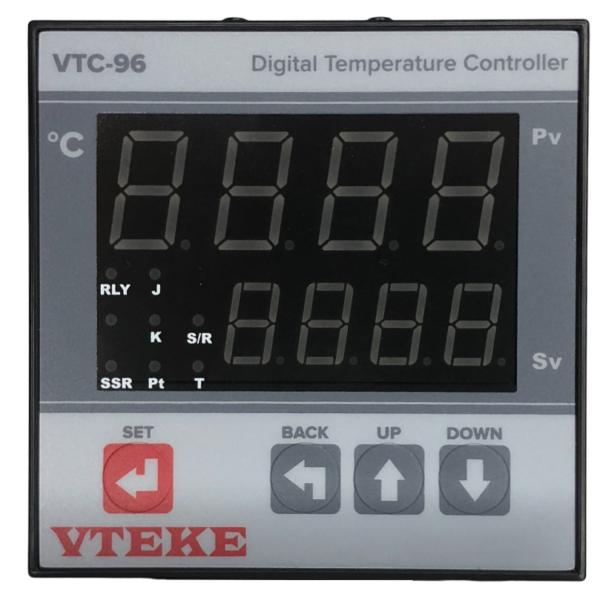 VTC-96 Digital Temperature Controller
°C Pv
RLY J
K S/R
SSR Pt T
Sv
SET BACK UP DOWN
VTEKE